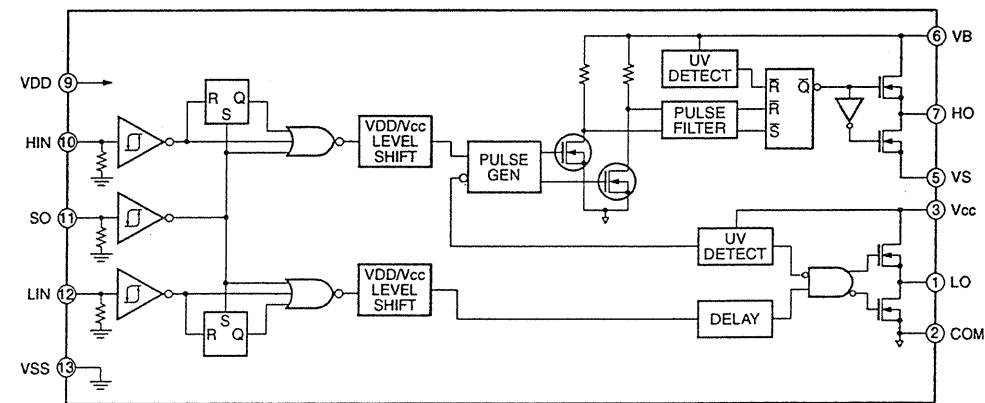 VDD 9
HIN 10
SO 11
LIN 12
VSS 13
R Q
S
S
R Q
VDD/Vcc
LEVEL
SHIFT
VDD/Vcc
LEVEL
SHIFT
PULSE
GEN
UV
DETECT
PULSE
FILTER
R̅ Q̅
R̅
S̅
UV
DETECT
DELAY
6 VB
7 HO
5 VS
3 Vcc
1 LO
2 COM